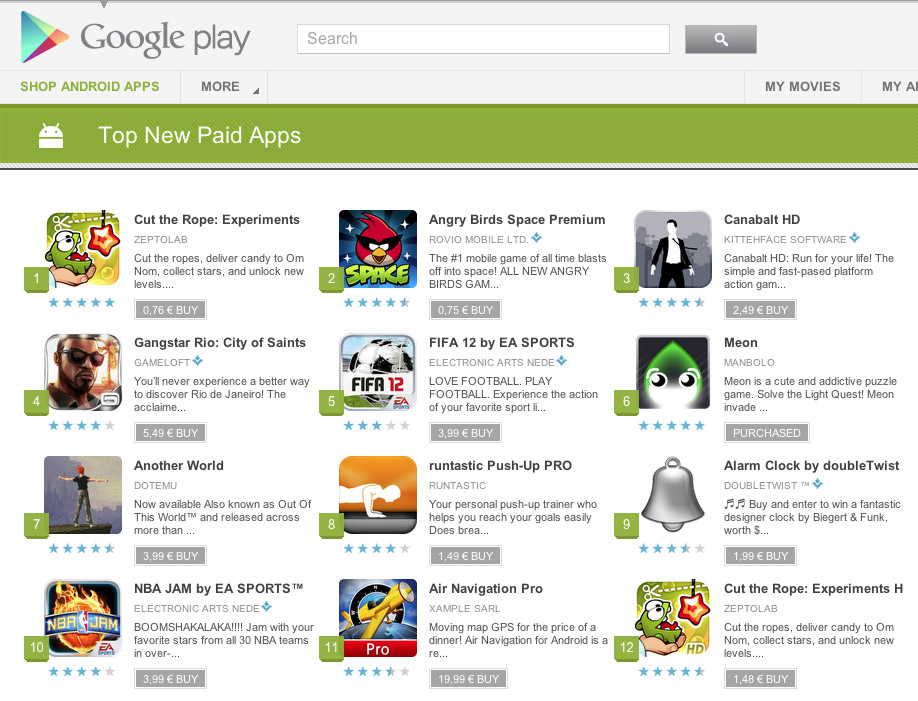 Google play
Search
SHOP ANDROID APPS
MORE
MY MOVIES
MY AN
Top New Paid Apps
1
Cut the Rope: Experiments
ZEPTOLAB
Cut the ropes, deliver candy to Om
Nom, collect stars, and unlock new
levels....
0,76 € BUY
SPACE
2
Angry Birds Space Premium
ROVIO MOBILE LTD.
The #1 mobile game of all time blasts
off into space! ALL NEW ANGRY
BIRDS GAM...
0,75 € BUY
3
Canabalt HD
KITTEHFACE SOFTWARE
Canabalt HD: Run for your life! The
simple and fast-pased platform
action gam...
2,49 € BUY
4
Gangstar Rio: City of Saints
GAMELOFT
You'll never experience a better way
to discover Rio de Janeiro! The
acclaime...
5,49 € BUY
FIFA 12
EA
SPORTS
5
FIFA 12 by EA SPORTS
ELECTRONIC ARTS NEDE
LOVE FOOTBALL. PLAY
FOOTBALL. Experience the action
of your favorite sport li...
3,99 € BUY
6
Meon
MANBOLO
Meon is a cute and addictive puzzle
game. Solve the Light Quest! Meon
invade ...
PURCHASED
7
Another World
DOTEMU
Now available Also known as Out Of
This World™ and released across
more than ...
3,99 € BUY
8
runtastic Push-Up PRO
RUNTASTIC
Your personal push-up trainer who
helps you reach your goals easily
Does brea...
1,49 € BUY
9
Alarm Clock by doubleTwist
DOUBLETWIST ™
♬♬ Buy and enter to win a fantastic
designer clock by Biegert & Funk,
worth $...
1,99 € BUY
NBA JAM
EA
SPORTS
10
NBA JAM by EA SPORTS™
ELECTRONIC ARTS NEDE
BOOMSHAKALAKA!!!! Jam with your
favorite stars from all 30 NBA teams
in over-...
3,99 € BUY
Pro
11
Air Navigation Pro
XAMPLE SARL
Moving map GPS for the price of a
dinner! Air Navigation for Android is a
re...
19,99 € BUY
HD
12
Cut the Rope: Experiments H
ZEPTOLAB
Cut the ropes, deliver candy to Om
Nom, collect stars, and unlock new
levels....
1,48 € BUY